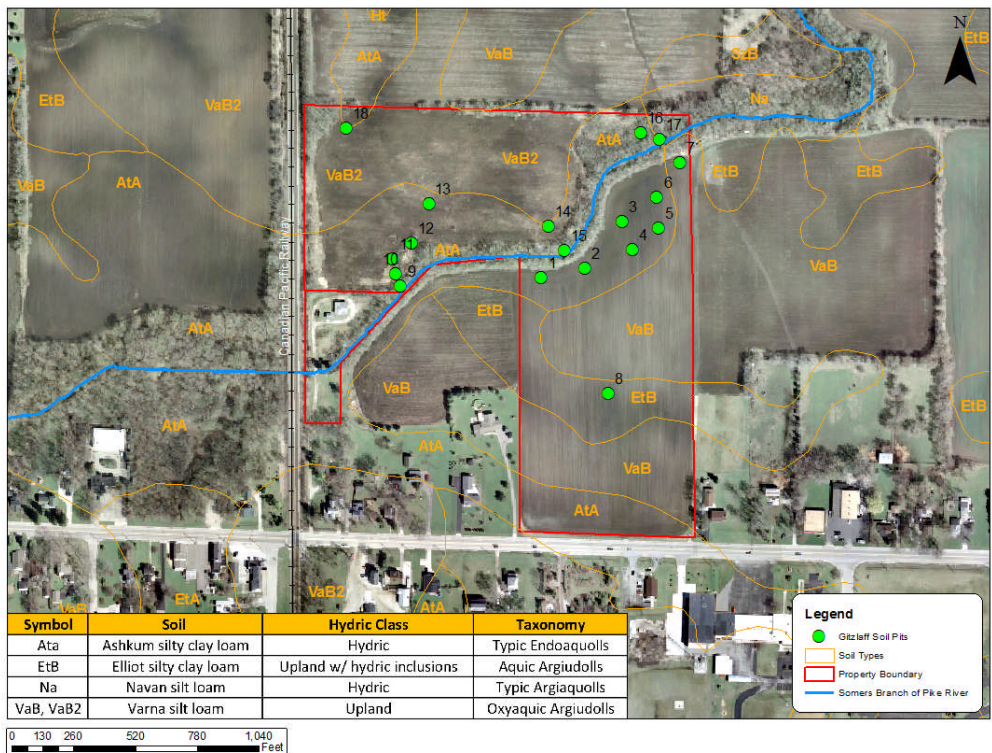 Ht
AtA
VaB
SzB
EtB
N
EtB
VaB2
Na
18
16
17
AtA
7
VaB2
VaB2
EtB
EtB
VaB
AtA
13
6
3
5
14
12
11
AtA
15
4
10
9
1
2
VaB
Canadian Pacific Railway
EtB
VaB
AtA
VaB
8
EtB
EtB
AtA
AtA
VaB
AtA
VaB2
VaB
EtA
AtA
Symbol Soil Hydric Class Taxonomy
Ata Ashkum silty clay loam Hydric Typic Endoaquolls
EtB Elliot silty clay loam Upland w/ hydric inclusions Aquic Argiudolls
Na Navan silt loam Hydric Typic Argiaquolls
VaB, VaB2 Varna silt loam Upland Oxyaquic Argiudolls
Legend
Gitzlaff Soil Pits
Soil Types
Property Boundary
Somers Branch of Pike River
0 130 260 520 780 1,040
Feet